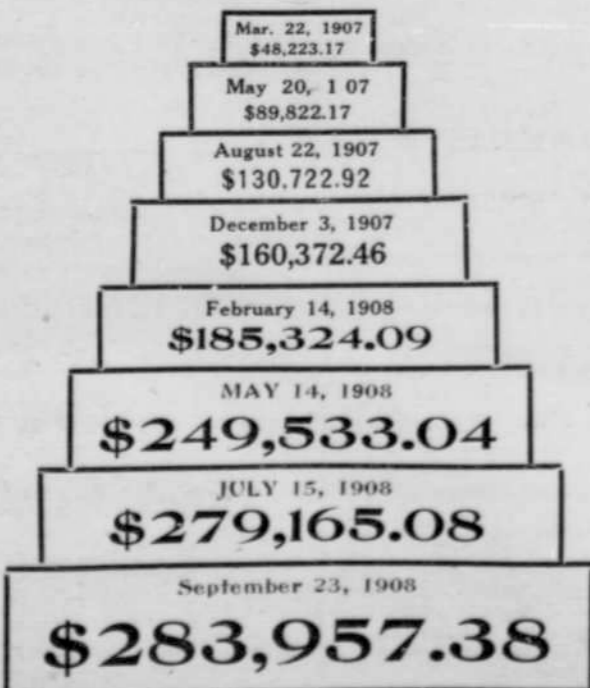 Mar. 22, 1907
$48,223.17
May 20, 1 07
$89,822.17
August 22, 1907
$130.722.92
December 3, 1907
$160,372.46
February 14, 1908
$185,324.09
MAY 14, 1908
$249,533.04
JULY 15, 1908
$279,165.08
September 23, 1908
$283,957.38